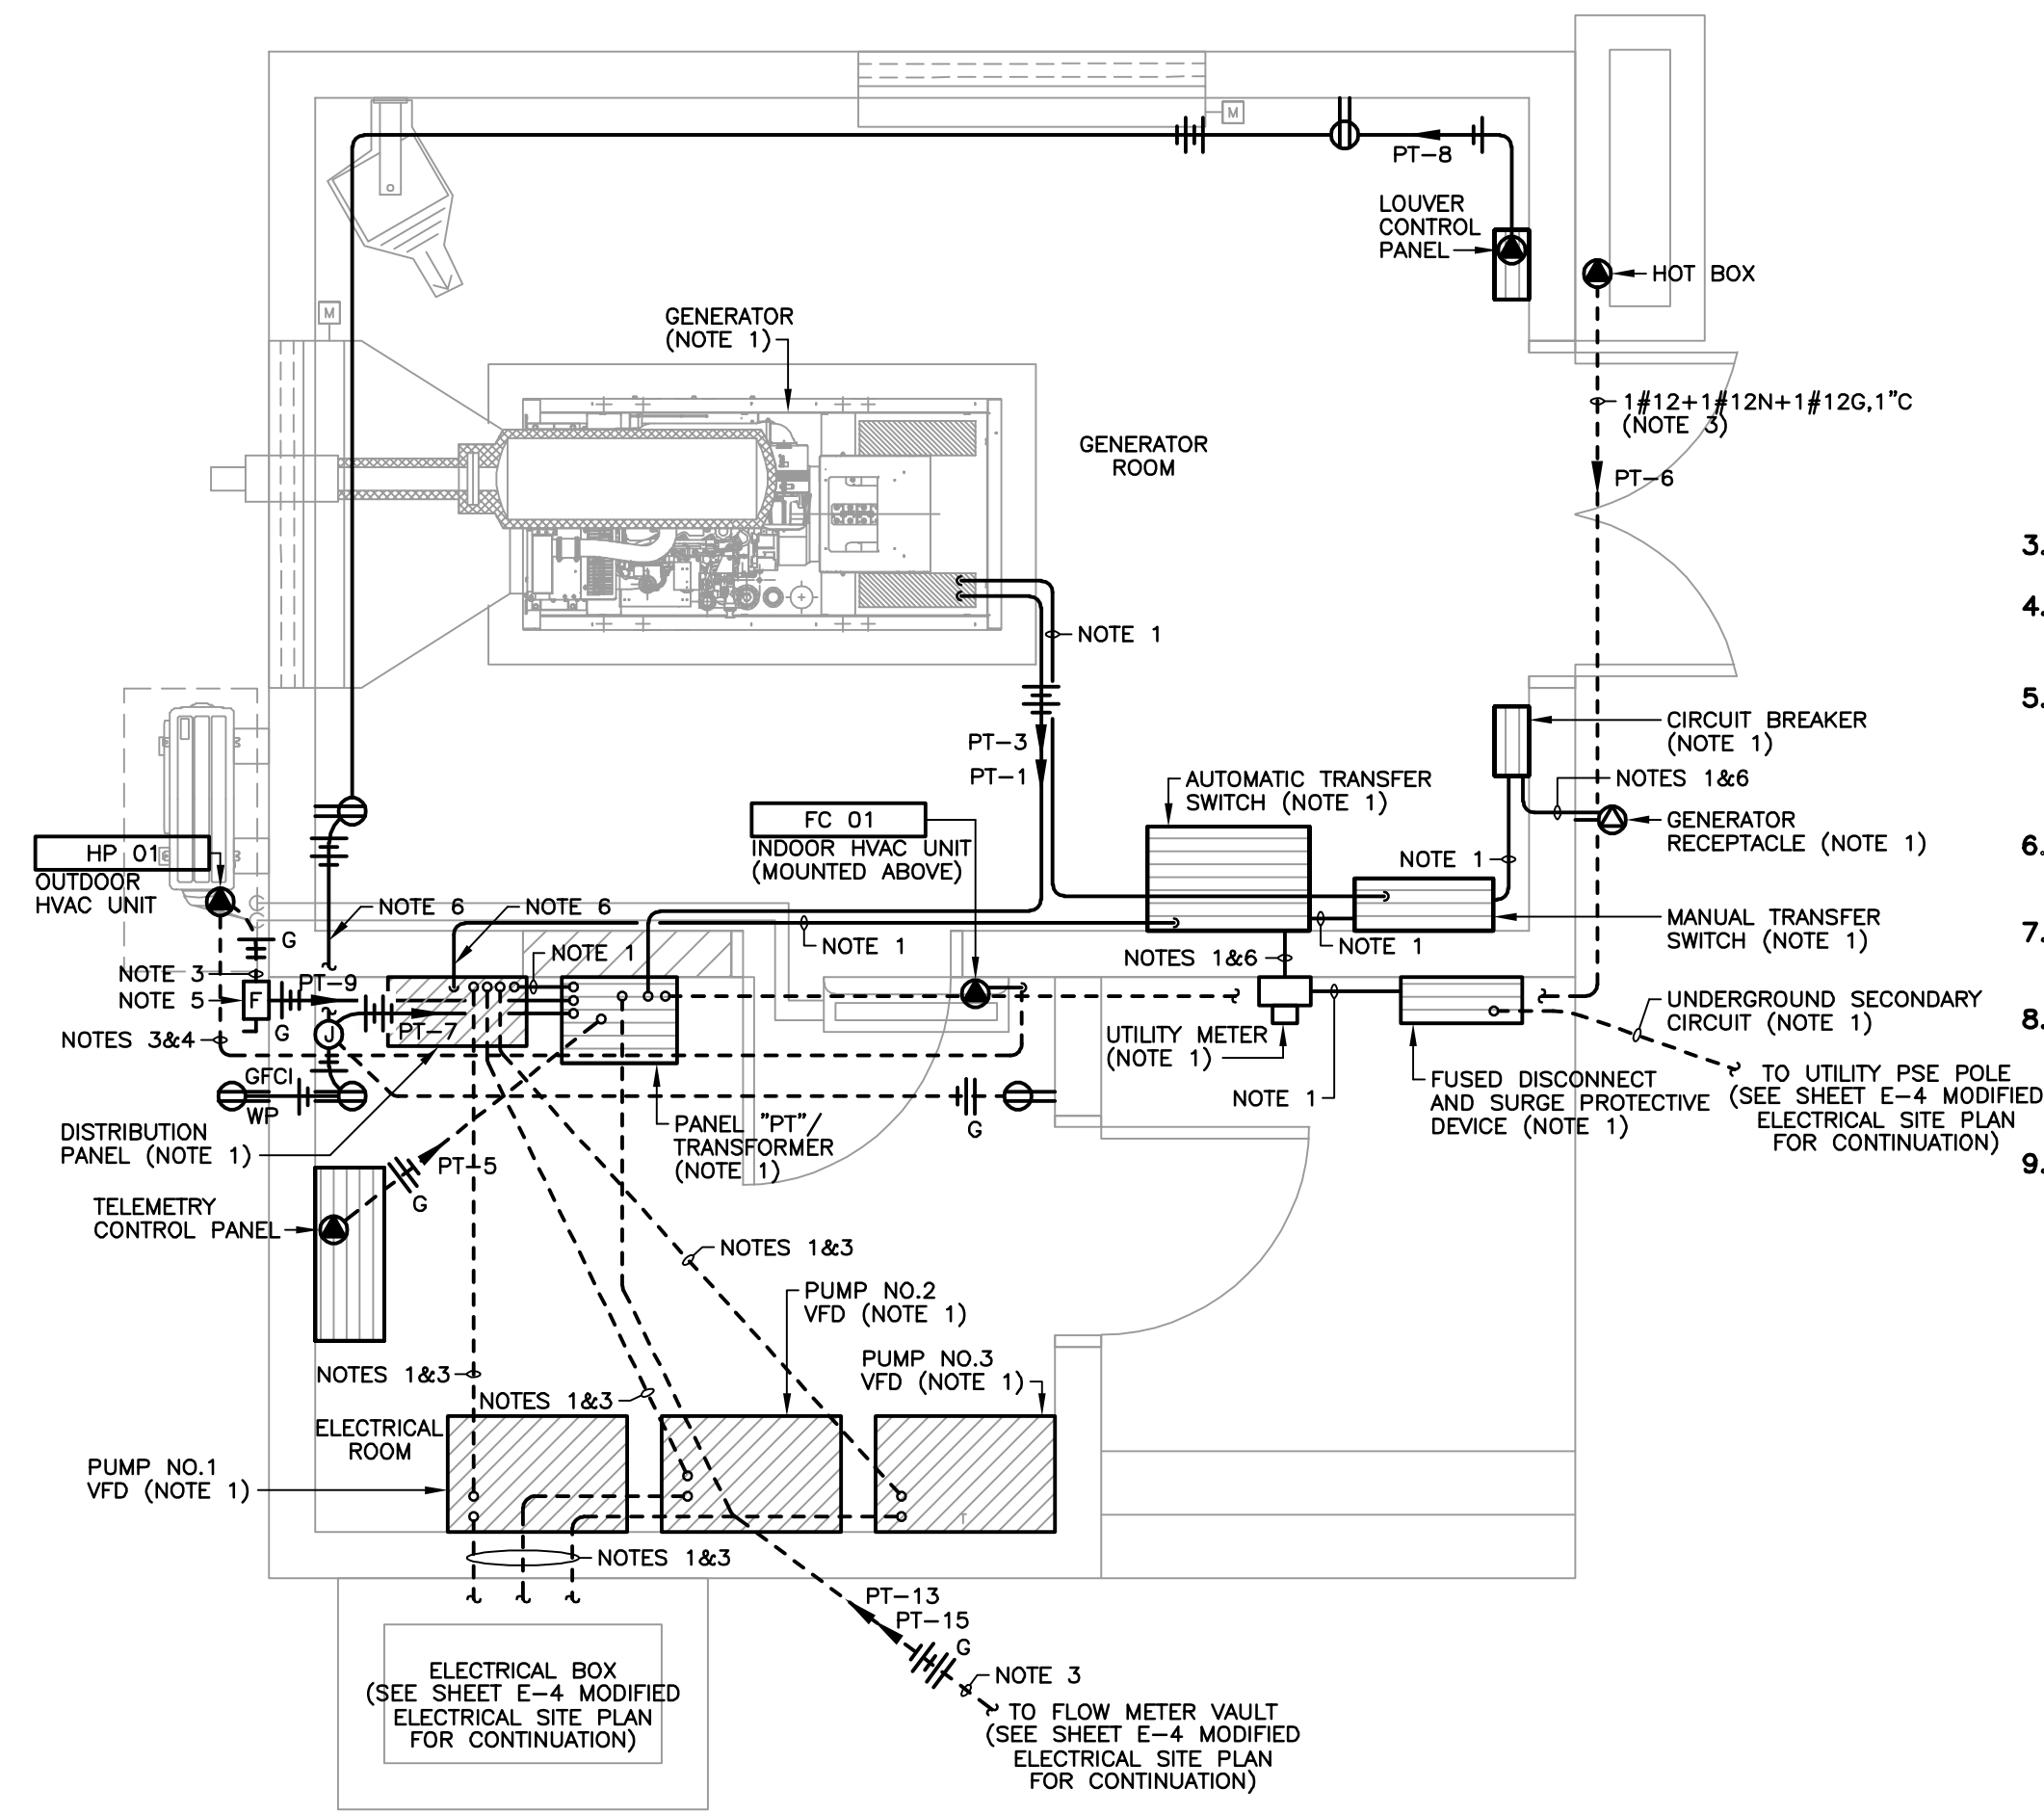 M
PT-8
LOUVER
CONTROL
PANEL
HOT BOX
M
GENERATOR
(NOTE 1)
1#12+1#12N+1#12G,1"C
(NOTE 3)
GENERATOR
ROOM
PT-6
3.
4.
NOTE 1
5.
CIRCUIT BREAKER
(NOTE 1)
PT-3
PT-1
NOTES 1&6
AUTOMATIC TRANSFER
SWITCH (NOTE 1)
FC 01
INDOOR HVAC UNIT
(MOUNTED ABOVE)
GENERATOR
RECEPTACLE (NOTE 1)
6.
HP 01
OUTDOOR
HVAC UNIT
NOTE 1
NOTE 6
NOTE 6
MANUAL TRANSFER
SWITCH (NOTE 1)
7.
G
NOTE 1
NOTE 1
NOTE 1
NOTES 1&6
NOTE 3
PT-9
NOTE 5
F
G
UNDERGROUND SECONDARY
CIRCUIT (NOTE 1)
8.
PT-7
J
NOTES 3&4
UTILITY METER
(NOTE 1)
GFCI
WP
NOTE 1
FUSED DISCONNECT
AND SURGE PROTECTIVE
DEVICE (NOTE 1)
TO UTILITY PSE POLE
(SEE SHEET E-4 MODIFIED
ELECTRICAL SITE PLAN
FOR CONTINUATION)
G
DISTRIBUTION
PANEL (NOTE 1)
PANEL "PT"/
TRANSFORMER
(NOTE 1)
9.
PT-5
G
TELEMETRY
CONTROL PANEL
NOTES 1&3
PUMP NO.2
VFD (NOTE 1)
PUMP NO.3
VFD (NOTE 1)
NOTES 1&3
NOTES 1&3
ELECTRICAL
ROOM
PUMP NO.1
VFD (NOTE 1)
T
NOTES 1&3
PT-13
PT-15
G
NOTE 3
ELECTRICAL BOX
(SEE SHEET E-4 MODIFIED
ELECTRICAL SITE PLAN
FOR CONTINUATION)
TO FLOW METER VAULT
(SEE SHEET E-4 MODIFIED
ELECTRICAL SITE PLAN
FOR CONTINUATION)